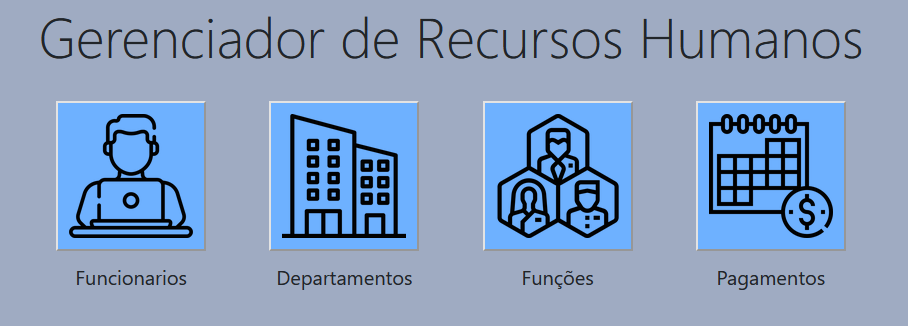 Gerenciador de Recursos Humanos
Funcionarios
Departamentos
Funções
Pagamentos